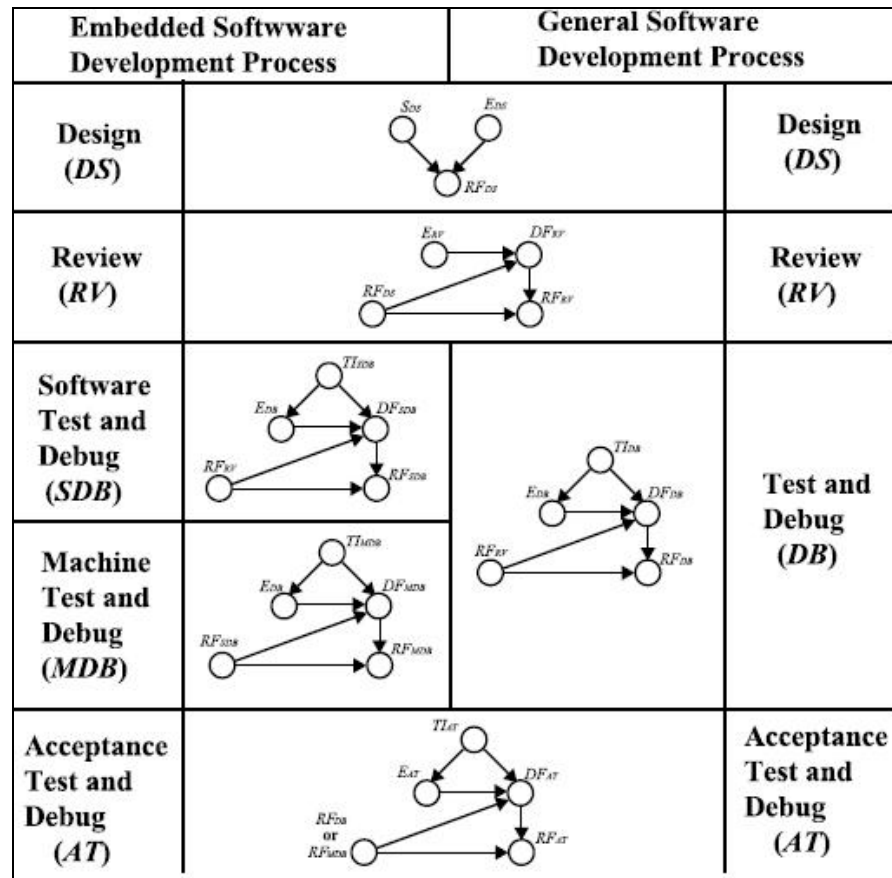 Embedded Softwware
Development Process
General Software
Development Process
Design
(DS)
S_DS
E_DS
RF_DS
Design
(DS)
Review
(RV)
E_RV
DF_RV
RF_DS
RF_RV
Review
(RV)
Software
Test and
Debug
(SDB)
TI_SDB
E_DB
DF_SDB
RF_RV
RF_SDB
Machine
Test and
Debug
(MDB)
TI_MDB
E_DB
DF_MDB
RF_SDB
RF_MDB
TI_DB
E_DB
DF_DB
RF_RV
RF_DB
Test and
Debug
(DB)
Acceptance
Test and
Debug
(AT)
TI_AT
E_AT
DF_AT
RF_DB
or
RF_MDB
RF_AT
Acceptance
Test and
Debug
(AT)